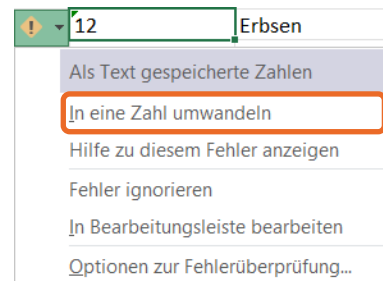 12 Erbsen
Als Text gespeicherte Zahlen
In eine Zahl umwandeln
Hilfe zu diesem Fehler anzeigen
Fehler ignorieren
In Bearbeitungsleiste bearbeiten
Optionen zur Fehlerüberprüfung...